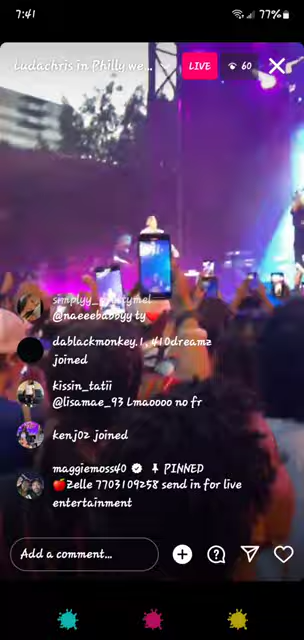 7:41
77%
Ludachris in Philly we...
LIVE
60
@naeeebabbyy ty
dablackmonkey.1, 410dreamz
joined
kissin_tatii
@lisamae_93 Lmaoooo no fr
kenj02 joined
maggiemoss40 PINNED
🍎Zelle 7703109258 send in for live
entertainment
Add a comment...